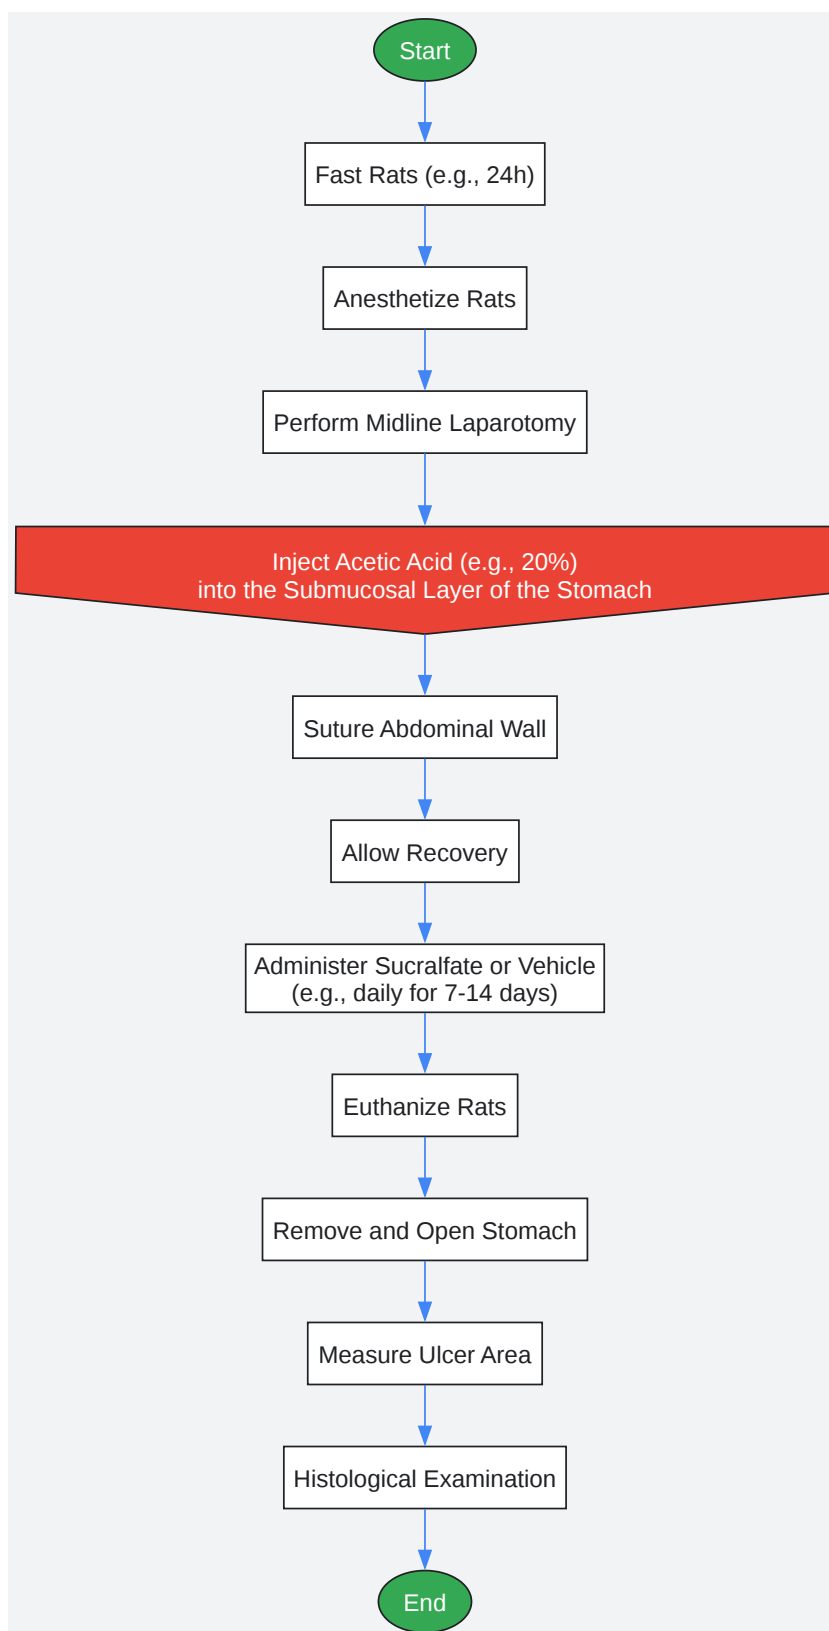 Start
Fast Rats (e.g., 24h)
Anesthetize Rats
Perform Midline Laparotomy
Inject Acetic Acid (e.g., 20%)
into the Submucosal Layer of the Stomach
Suture Abdominal Wall
Allow Recovery
Administer Sucralfate or Vehicle
(e.g., daily for 7-14 days)
Euthanize Rats
Remove and Open Stomach
Measure Ulcer Area
Histological Examination
End